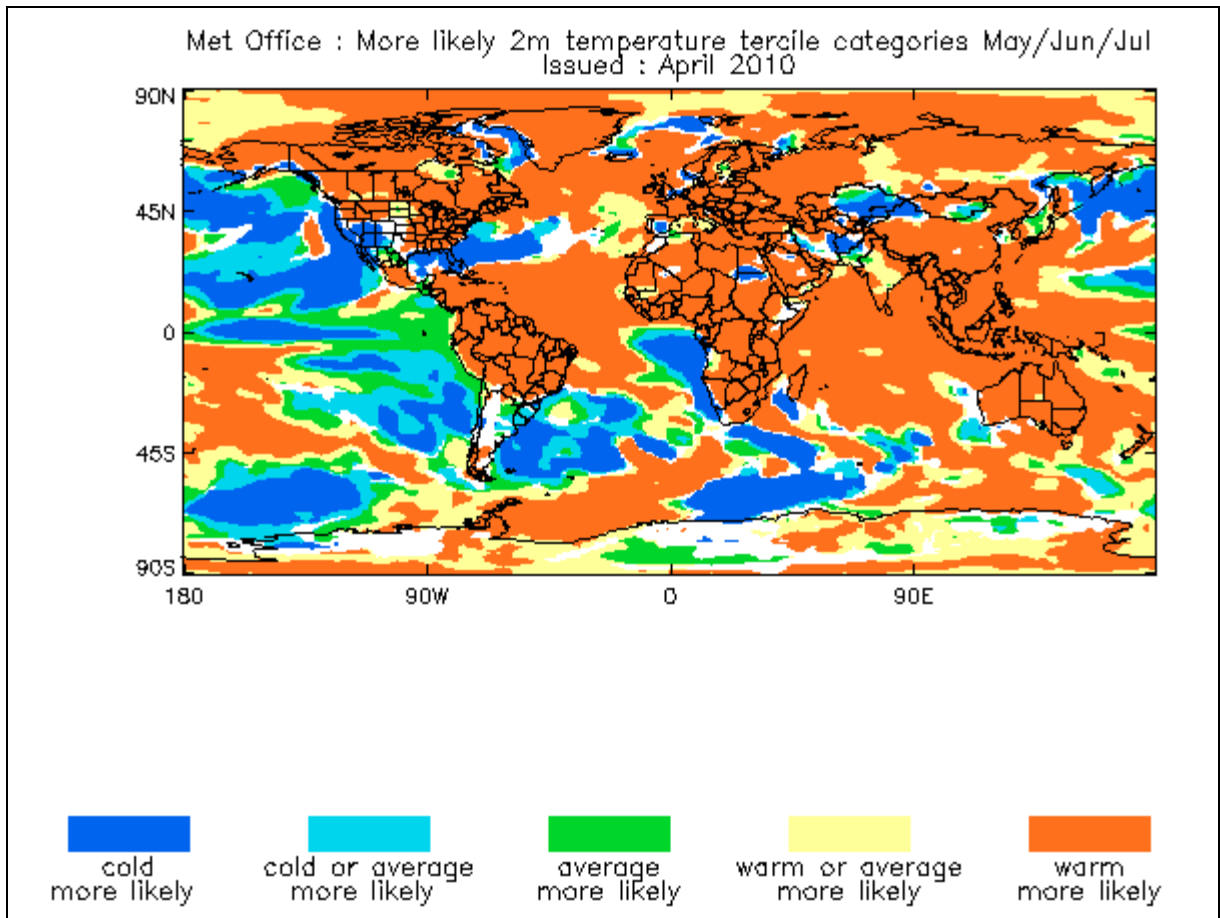 Met Office : More likely 2m temperature tercile categories May/Jun/Jul
Issued : April 2010
90N
45N
0
45S
90S
180
90W
0
90E
cold
more likely
cold or average
more likely
average
more likely
warm or average
more likely
warm
more likely